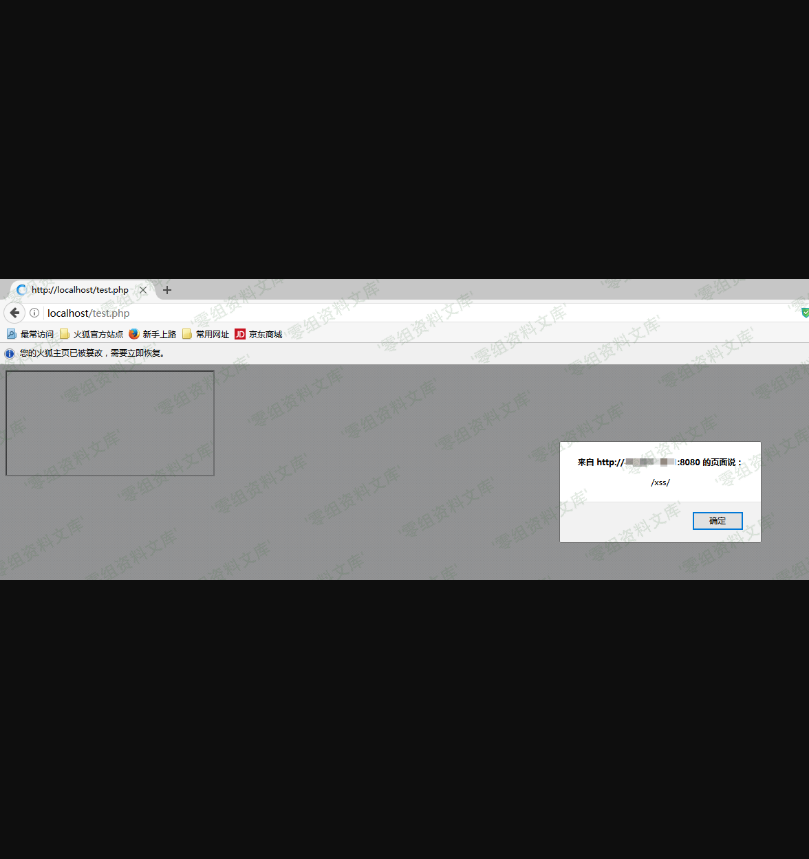 http://localhost/test.php
localhost/test.php
最常访问 火狐官方站点 新手上路 常用网址 JD 京东商城
您的火狐主页已被篡改，需要立即恢复。
来自 http:// :8080 的页面说：
/xss/
确定
'零组资料文库'